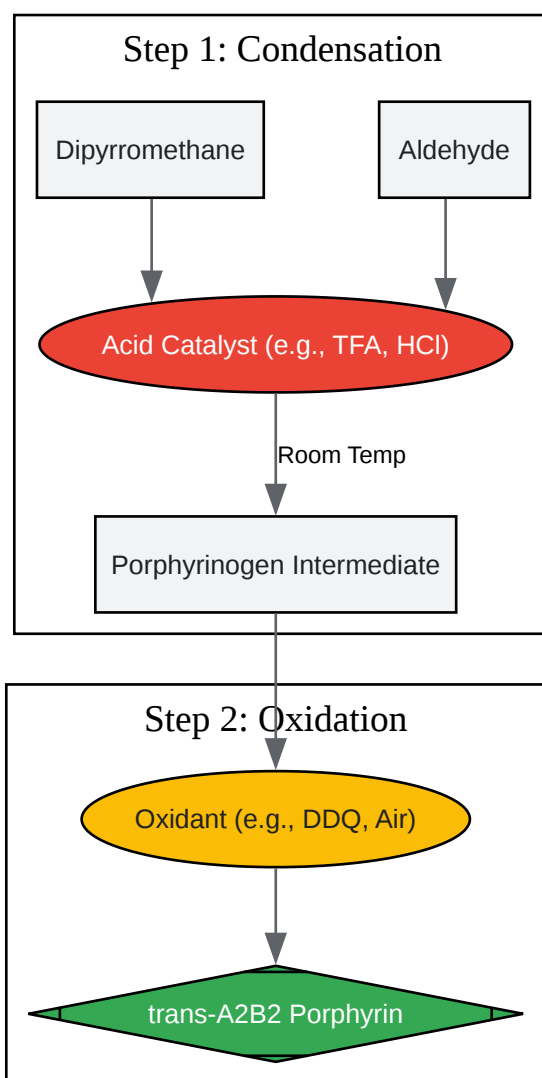 Step 1: Condensation
Dipyrromethane
Aldehyde
Acid Catalyst (e.g., TFA, HCl)
Room Temp
Porphyrinogen Intermediate
Step 2: Oxidation
Oxidant (e.g., DDQ, Air)
trans-A2B2 Porphyrin